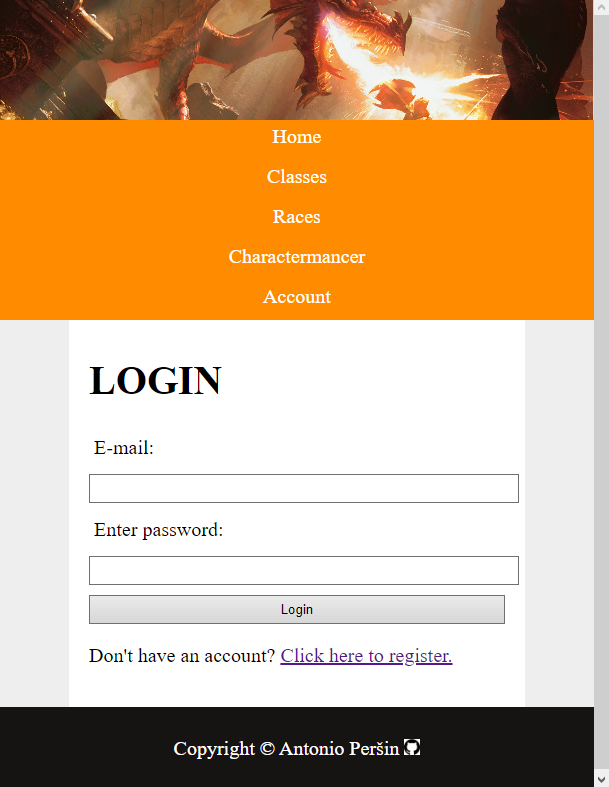 Home
Classes
Races
Charactermancer
Account
LOGIN
E-mail:
Enter password:
Login
Don't have an account? Click here to register.
Copyright © Antonio Peršin